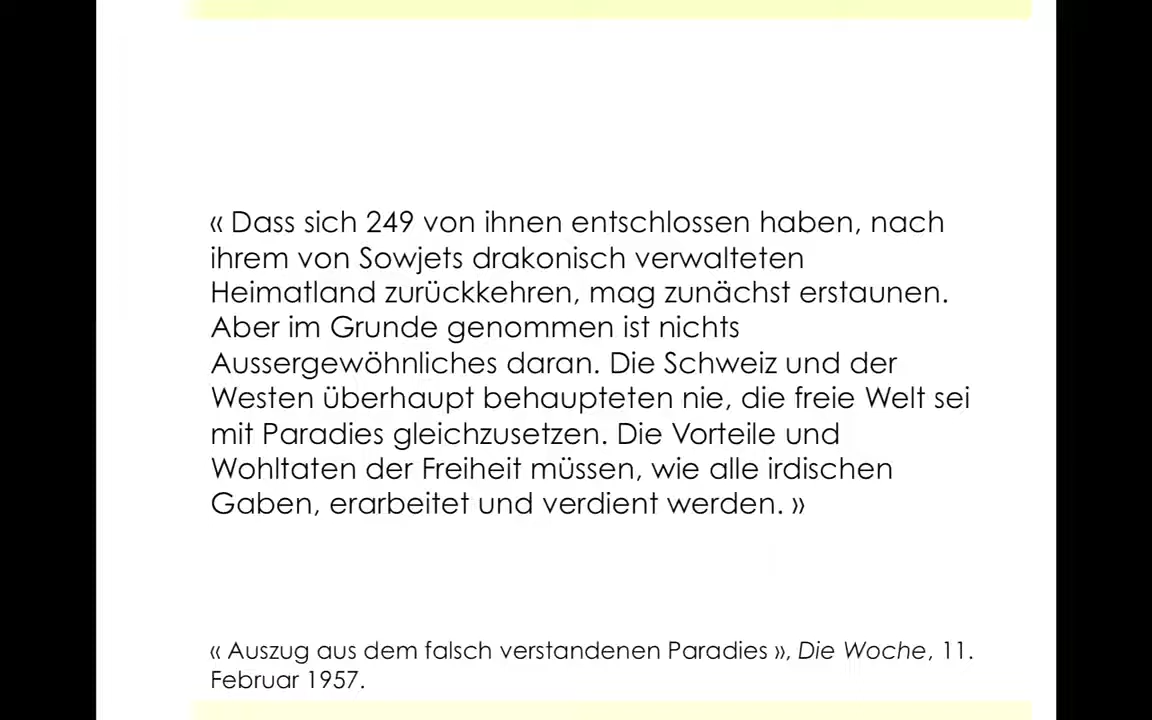 « Dass sich 249 von ihnen entschlossen haben, nach
ihrem von Sowjets drakonisch verwalteten
Heimatland zurückkehren, mag zunächst erstaunen.
Aber im Grunde genommen ist nichts
Aussergewöhnliches daran. Die Schweiz und der
Westen überhaupt behaupteten nie, die freie Welt sei
mit Paradies gleichzusetzen. Die Vorteile und
Wohltaten der Freiheit müssen, wie alle irdischen
Gaben, erarbeitet und verdient werden. »
« Auszug aus dem falsch verstandenen Paradies », Die Woche, 11.
Februar 1957.